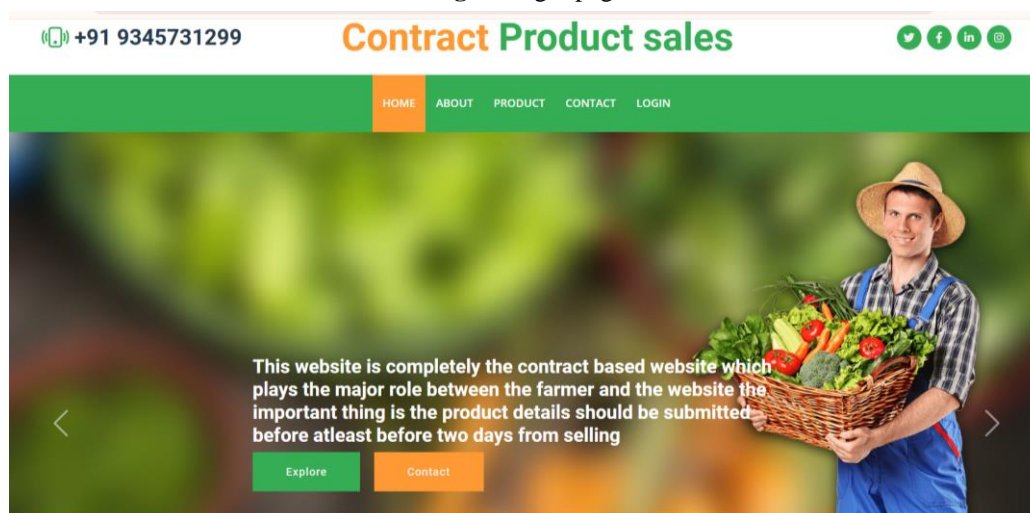 +91 9345731299
Contract Product sales
HOME ABOUT PRODUCT CONTACT LOGIN
This website is completely the contract based website which
plays the major role between the farmer and the website the
important thing is the product details should be submitted
before atleast before two days from selling
Explore Contact